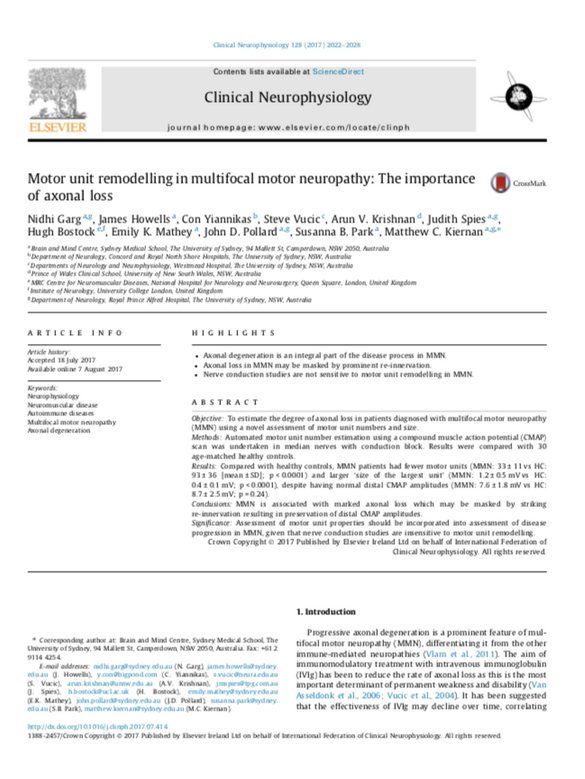 Clinical Neurophysiology 128 (2017) 2022–2028
Contents lists available at ScienceDirect
Clinical Neurophysiology
journal homepage: www.elsevier.com/locate/clinph
ELSEVIER
Motor unit remodelling in multifocal motor neuropathy: The importance
of axonal loss
CrossMark
Nidhi Garg a,g, James Howells a, Con Yiannikas b, Steve Vucic c, Arun V. Krishnan d, Judith Spies a,g,
Hugh Bostock e,f, Emily K. Mathey a, John D. Pollard a,g, Susanna B. Park a, Matthew C. Kiernan a,g,*
a Brain and Mind Centre, Sydney Medical School, The University of Sydney, 94 Mallett St, Camperdown, NSW 2050, Australia
b Department of Neurology, Concord and Royal North Shore Hospitals, The University of Sydney, NSW, Australia
c Departments of Neurology and Neurophysiology, Westmead Hospital, The University of Sydney, NSW, Australia
d Prince of Wales Clinical School, University of New South Wales, NSW, Australia
e MRC Centre for Neuromuscular Diseases, National Hospital for Neurology and Neurosurgery, Queen Square, London, United Kingdom
f Institute of Neurology, University College London, United Kingdom
g Department of Neurology, Royal Prince Alfred Hospital, The University of Sydney, NSW, Australia
ARTICLE INFO
Article history:
Accepted 18 July 2017
Available online 7 August 2017
Keywords:
Neurophysiology
Neuromuscular disease
Autoimmune diseases
Multifocal motor neuropathy
Axonal degeneration
HIGHLIGHTS
• Axonal degeneration is an integral part of the disease process in MMN.
• Axonal loss in MMN may be masked by prominent re-innervation.
• Nerve conduction studies are not sensitive to motor unit remodelling in MMN.
ABSTRACT
Objective: To estimate the degree of axonal loss in patients diagnosed with multifocal motor neuropathy
(MMN) using a novel assessment of motor unit numbers and size.
Methods: Automated motor unit number estimation using a compound muscle action potential (CMAP)
scan was undertaken in median nerves with conduction block. Results were compared with 30
age-matched healthy controls.
Results: Compared with healthy controls, MMN patients had fewer motor units (MMN: 33 ± 11 vs HC:
93 ± 36 [mean ± SD]; p < 0.0001) and larger 'size of the largest unit' (MMN: 1.2 ± 0.5 mV vs HC:
0.4 ± 0.1 mV; p < 0.0001), despite having normal distal CMAP amplitudes (MMN: 7.6 ± 1.8 mV vs HC:
8.7 ± 2.5 mV; p = 0.24).
Conclusions: MMN is associated with marked axonal loss which may be masked by striking
re-innervation resulting in preservation of distal CMAP amplitudes.
Significance: Assessment of motor unit properties should be incorporated into assessment of disease
progression in MMN, given that nerve conduction studies are insensitive to motor unit remodelling.
Crown Copyright © 2017 Published by Elsevier Ireland Ltd on behalf of International Federation of
Clinical Neurophysiology. All rights reserved.
* Corresponding author at: Brain and Mind Centre, Sydney Medical School, The
University of Sydney, 94 Mallett St, Camperdown, NSW 2050, Australia. Fax: +61 2
9114 4254.
E-mail addresses: nidhi.garg@sydney.edu.au (N. Garg), james.howells@sydney.
edu.au (J. Howells), y.con@bigpond.com (C. Yiannikas), s.vucic@neura.edu.au
(S. Vucic), arun.krishnan@unsw.edu.au (A.V. Krishnan), jmspies@tpg.com.au
(J. Spies), h.bostock@ucl.ac.uk (H. Bostock), emily.mathey@sydney.edu.au
(E.K. Mathey), john.pollard@sydney.edu.au (J.D. Pollard), susanna.park@sydney.
edu.au (S.B. Park), matthew.kiernan@sydney.edu.au (M.C. Kiernan).
1. Introduction
Progressive axonal degeneration is a prominent feature of mul-
tifocal motor neuropathy (MMN), differentiating it from the other
immune-mediated neuropathies (Vlam et al., 2011). The aim of
immunomodulatory treatment with intravenous immunoglobulin
(IVIg) has been to reduce the rate of axonal loss as this is the most
important determinant of permanent weakness and disability (Van
Asseldonk et al., 2006; Vucic et al., 2004). It has been suggested
that the effectiveness of IVIg may decline over time, correlating
http://dx.doi.org/10.1016/j.clinph.2017.07.414
1388-2457/Crown Copyright © 2017 Published by Elsevier Ireland Ltd on behalf of International Federation of Clinical Neurophysiology. All rights reserved.